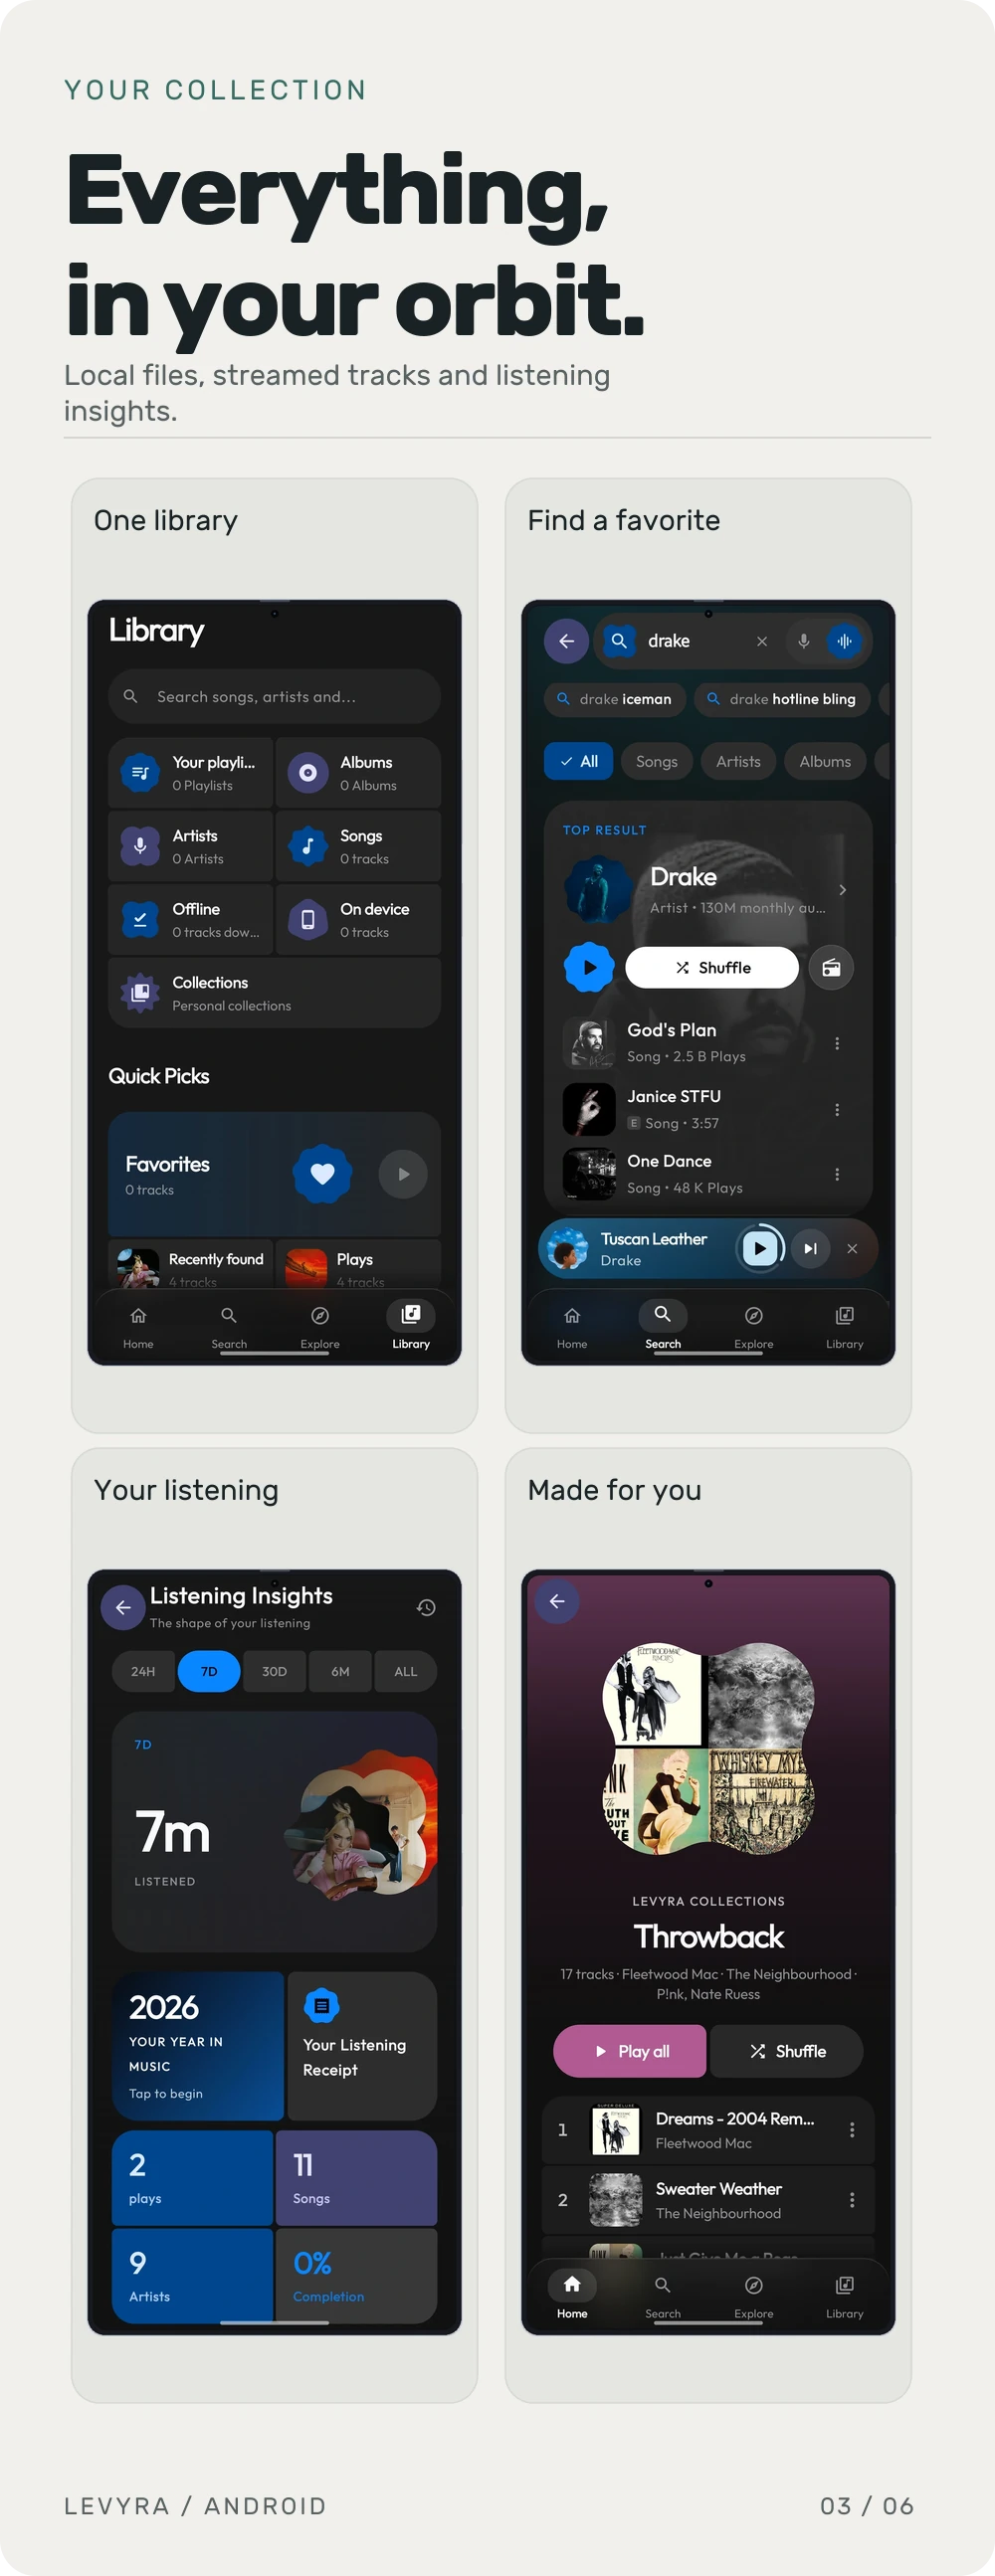 YOUR COLLECTION
Everything,
in your orbit.
Local files, streamed tracks and listening
insights.
One library
Library
Search songs, artists and...
Your playli...
0 Playlists
Albums
0 Albums
Artists
0 Artists
Songs
0 tracks
Offline
0 tracks dow...
On device
0 tracks
Collections
Personal collections
Quick Picks
Favorites
0 tracks
Recently found
4 tracks
Plays
4 tracks
Home
Search
Explore
Library
Find a favorite
drake
drake iceman
drake hotline bling
All
Songs
Artists
Albums
TOP RESULT
Drake
Artist • 130M monthly au...
Shuffle
God's Plan
Song • 2.5 B Plays
Janice STFU
E Song • 3:57
One Dance
Song • 48 K Plays
Tuscan Leather
Drake
Home
Search
Explore
Library
Your listening
Listening Insights
The shape of your listening
24H
7D
30D
6M
ALL
7D
7m
LISTENED
2026
YOUR YEAR IN
MUSIC
Tap to begin
Your Listening
Receipt
2
plays
11
Songs
9
Artists
0%
Completion
Made for you
FLEETWOOD MAC
WHISKEY MYE
FIREWATER
LEVYRA COLLECTIONS
Throwback
17 tracks · Fleetwood Mac · The Neighbourhood ·
P!nk, Nate Ruess
Play all
Shuffle
1
Dreams - 2004 Rem...
Fleetwood Mac
2
Sweater Weather
The Neighbourhood
Just Give Me a Reas...
Home
Search
Explore
Library
LEVYRA / ANDROID
03 / 06